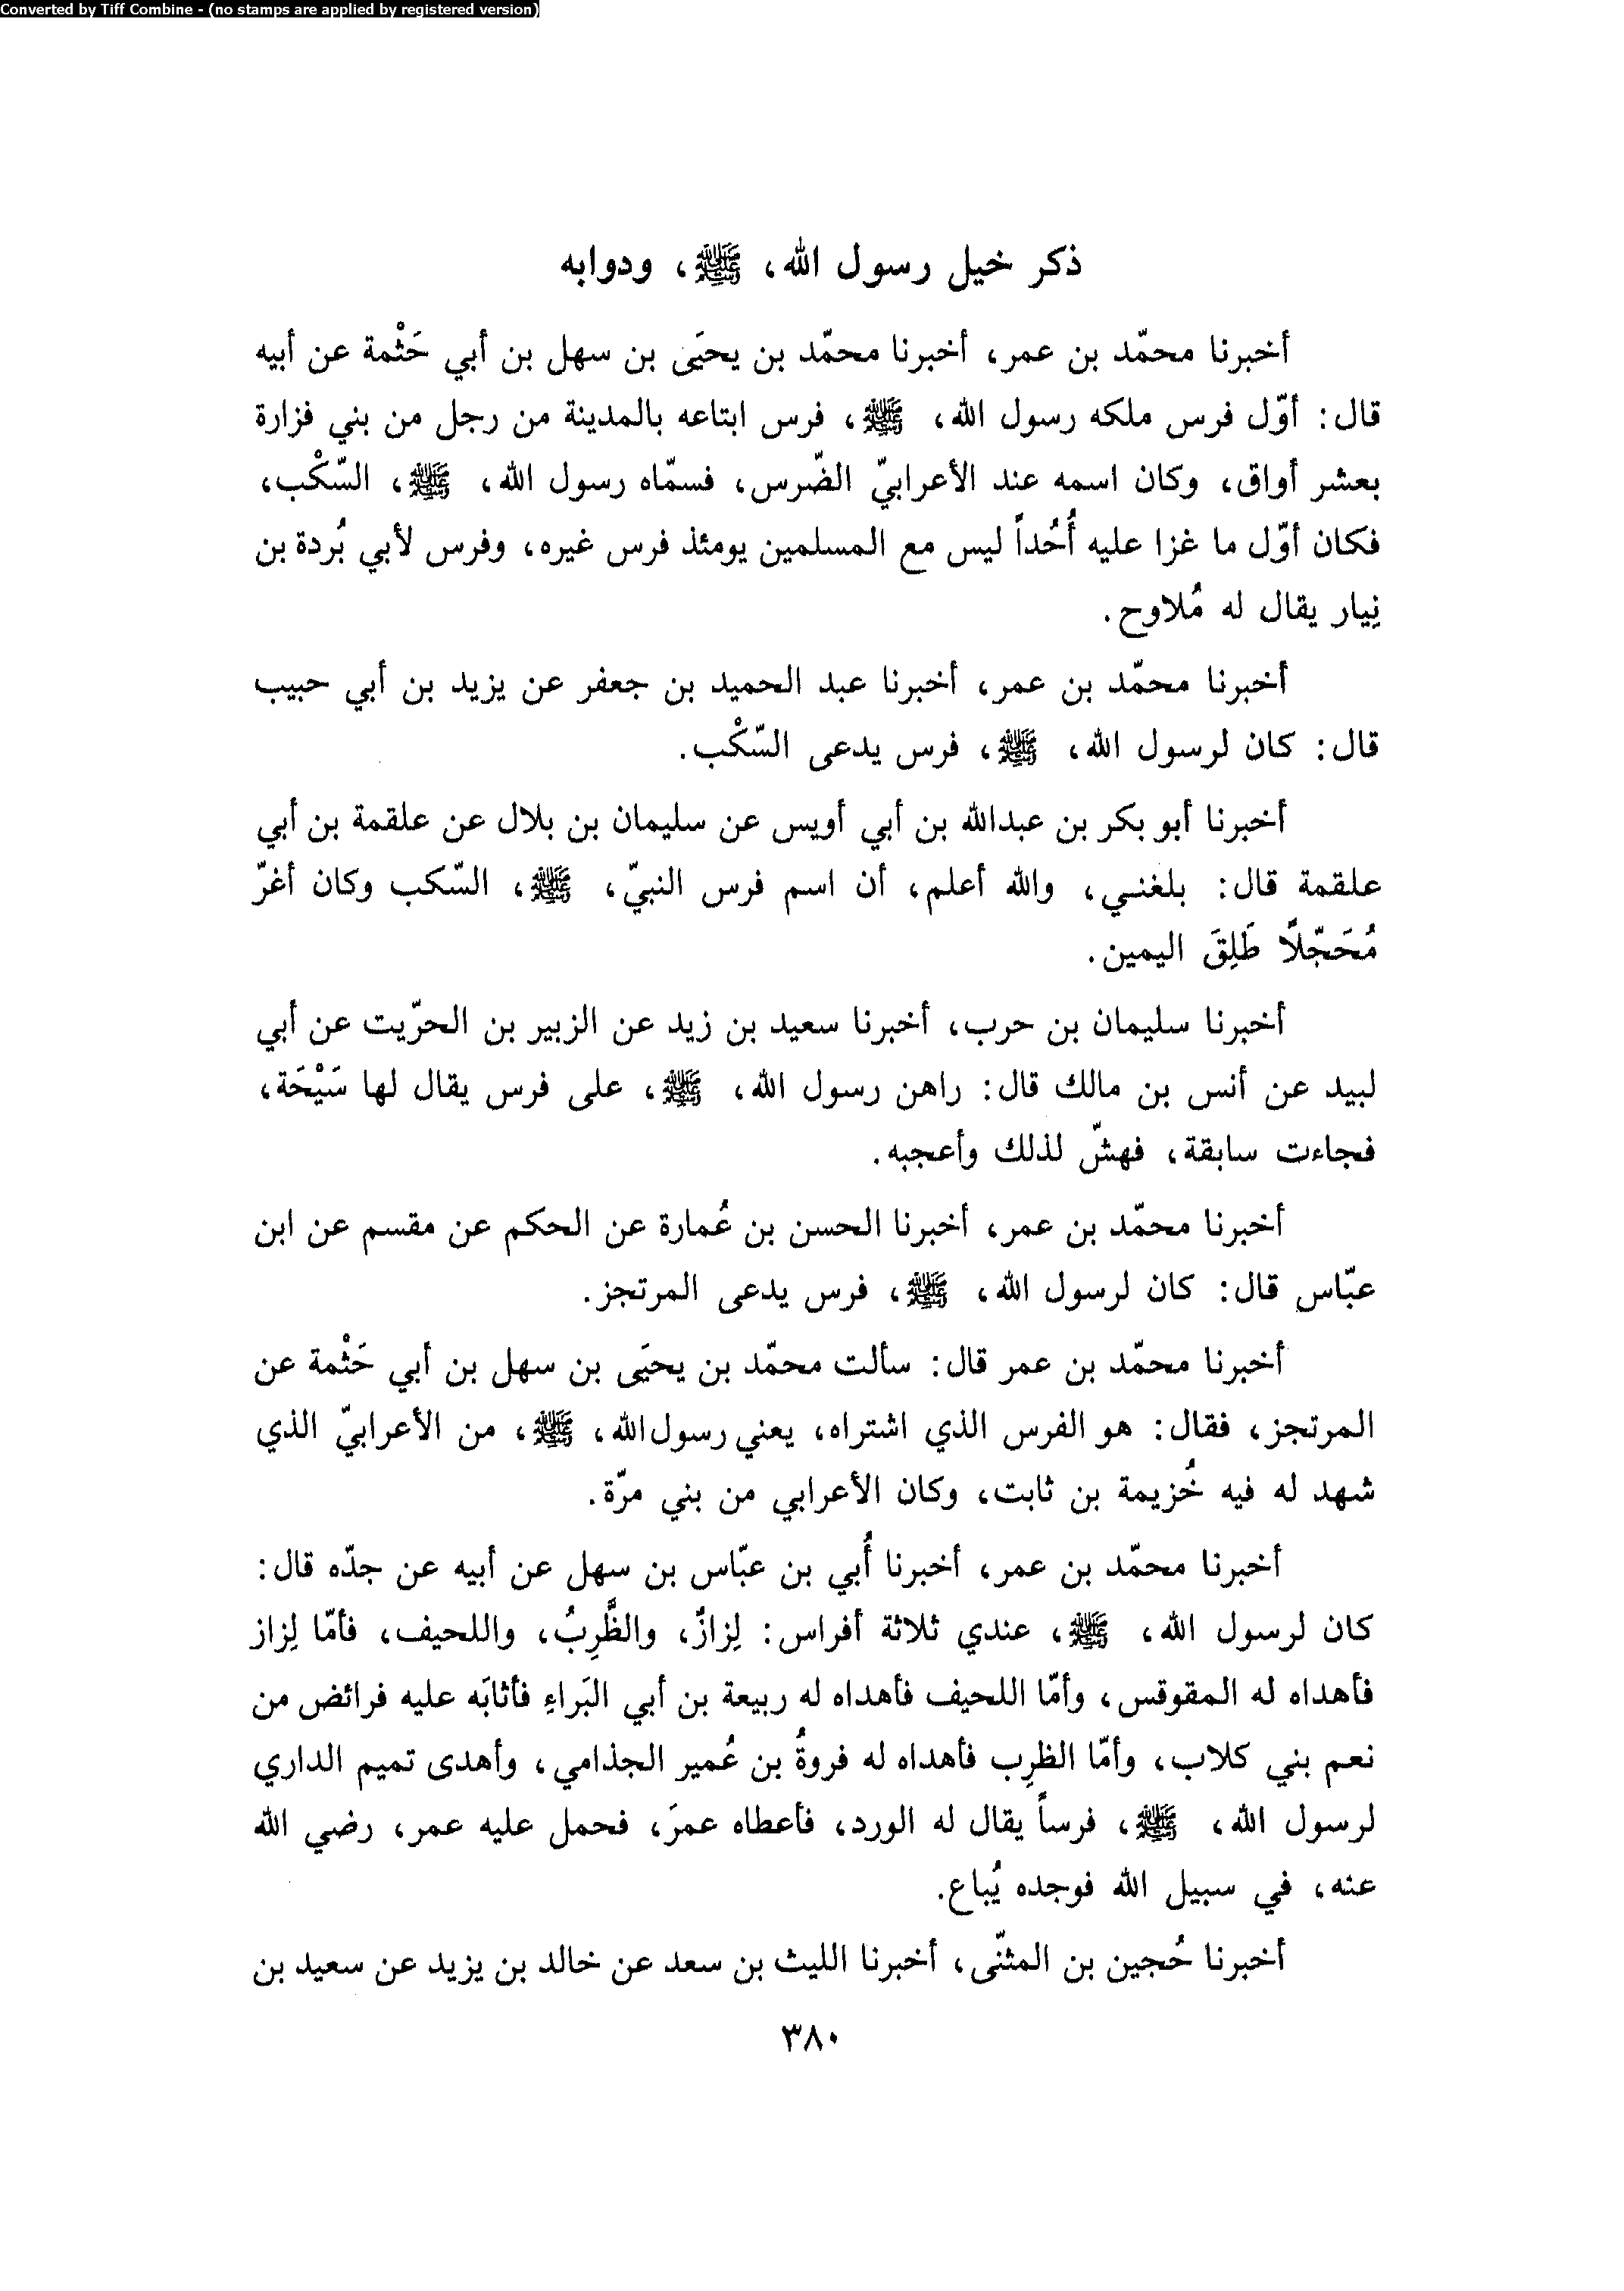 Converted by Tiff Combine - (no stamps are applied by registered version)
ذكر خيل رسول الله، ﷺ، ودوابه
أخبرنا محمّد بن عمر، أخبرنا محمّد بن يحيَى بن سهل بن أبي حَثْمة عن أبيه
قال: أوّل فرس ملكه رسول الله، ﷺ، فرس ابتاعه بالمدينة من رجل من بني فزارة
بعشر أواق، وكان اسمه عند الأعرابيّ الضّرس، فسمّاه رسول الله، ﷺ، السّكْب،
فكان أوّل ما غزا عليه أُحُداً ليس مع المسلمين يومئذ فرس غيره، وفرس لأبي بُردة بن
نِيار يقال له مُلاوح.
أخبرنا محمّد بن عمر، أخبرنا عبد الحميد بن جعفر عن يزيد بن أبي حبيب
قال: كان لرسول الله، ﷺ، فرس يدعى السّكْب.
أخبرنا أبو بكر بن عبدالله بن أبي أويس عن سليمان بن بلال عن علقمة بن أبي
علقمة قال: بلغنـي، والله أعلم، أن اسم فرس النبيّ، ﷺ، السّكب وكان أغرّ
مُحَجّلاً طَلِقَ اليمين.
أخبرنا سليمان بن حرب، أخبرنا سعيد بن زيد عن الزبير بن الحرّيت عن أبي
لبيد عن أنس بن مالك قال: راهن رسول الله، ﷺ، على فرس يقال لها سَيْحَة،
فجاءت سابقة، فهشّ لذلك وأعجبه.
أخبرنا محمّد بن عمر، أخبرنا الحسن بن عُمارة عن الحكم عن مقسم عن ابن
عبّاس قال: كان لرسول الله، ﷺ، فرس يدعى المرتجز.
أخبرنا محمّد بن عمر قال: سألت محمّد بن يحيَى بن سهل بن أبي حَثْمة عن
المرتجز، فقال: هو الفرس الذي اشتراه، يعني رسول الله، ﷺ، من الأعرابيّ الذي
شهد له فيه خُزيمة بن ثابت، وكان الأعرابي من بني مرّة.
أخبرنا محمّد بن عمر، أخبرنا أُبي بن عبّاس بن سهل عن أبيه عن جدّه قال:
كان لرسول الله، ﷺ، عندي ثلاثة أفراس: لِزازٌ، والظَّرِبُ، واللحيف، فأمّا لِزاز
فأهداه له المقوقس، وأمّا اللحيف فأهداه له ربيعة بن أبي البَراءِ فأثابَه عليه فرائض من
نعم بني كلاب، وأمّا الظرِب فأهداه له فروةُ بن عُمير الجذامي، وأهدى تميم الداري
لرسول الله، ﷺ، فرساً يقال له الورد، فأعطاه عمرَ، فحمل عليه عمر، رضي الله
عنه، في سبيل الله فوجده يُباع.
أخبرنا حُجين بن المثنّى، أخبرنا الليث بن سعد عن خالد بن يزيد عن سعيد بن
٣٨٠